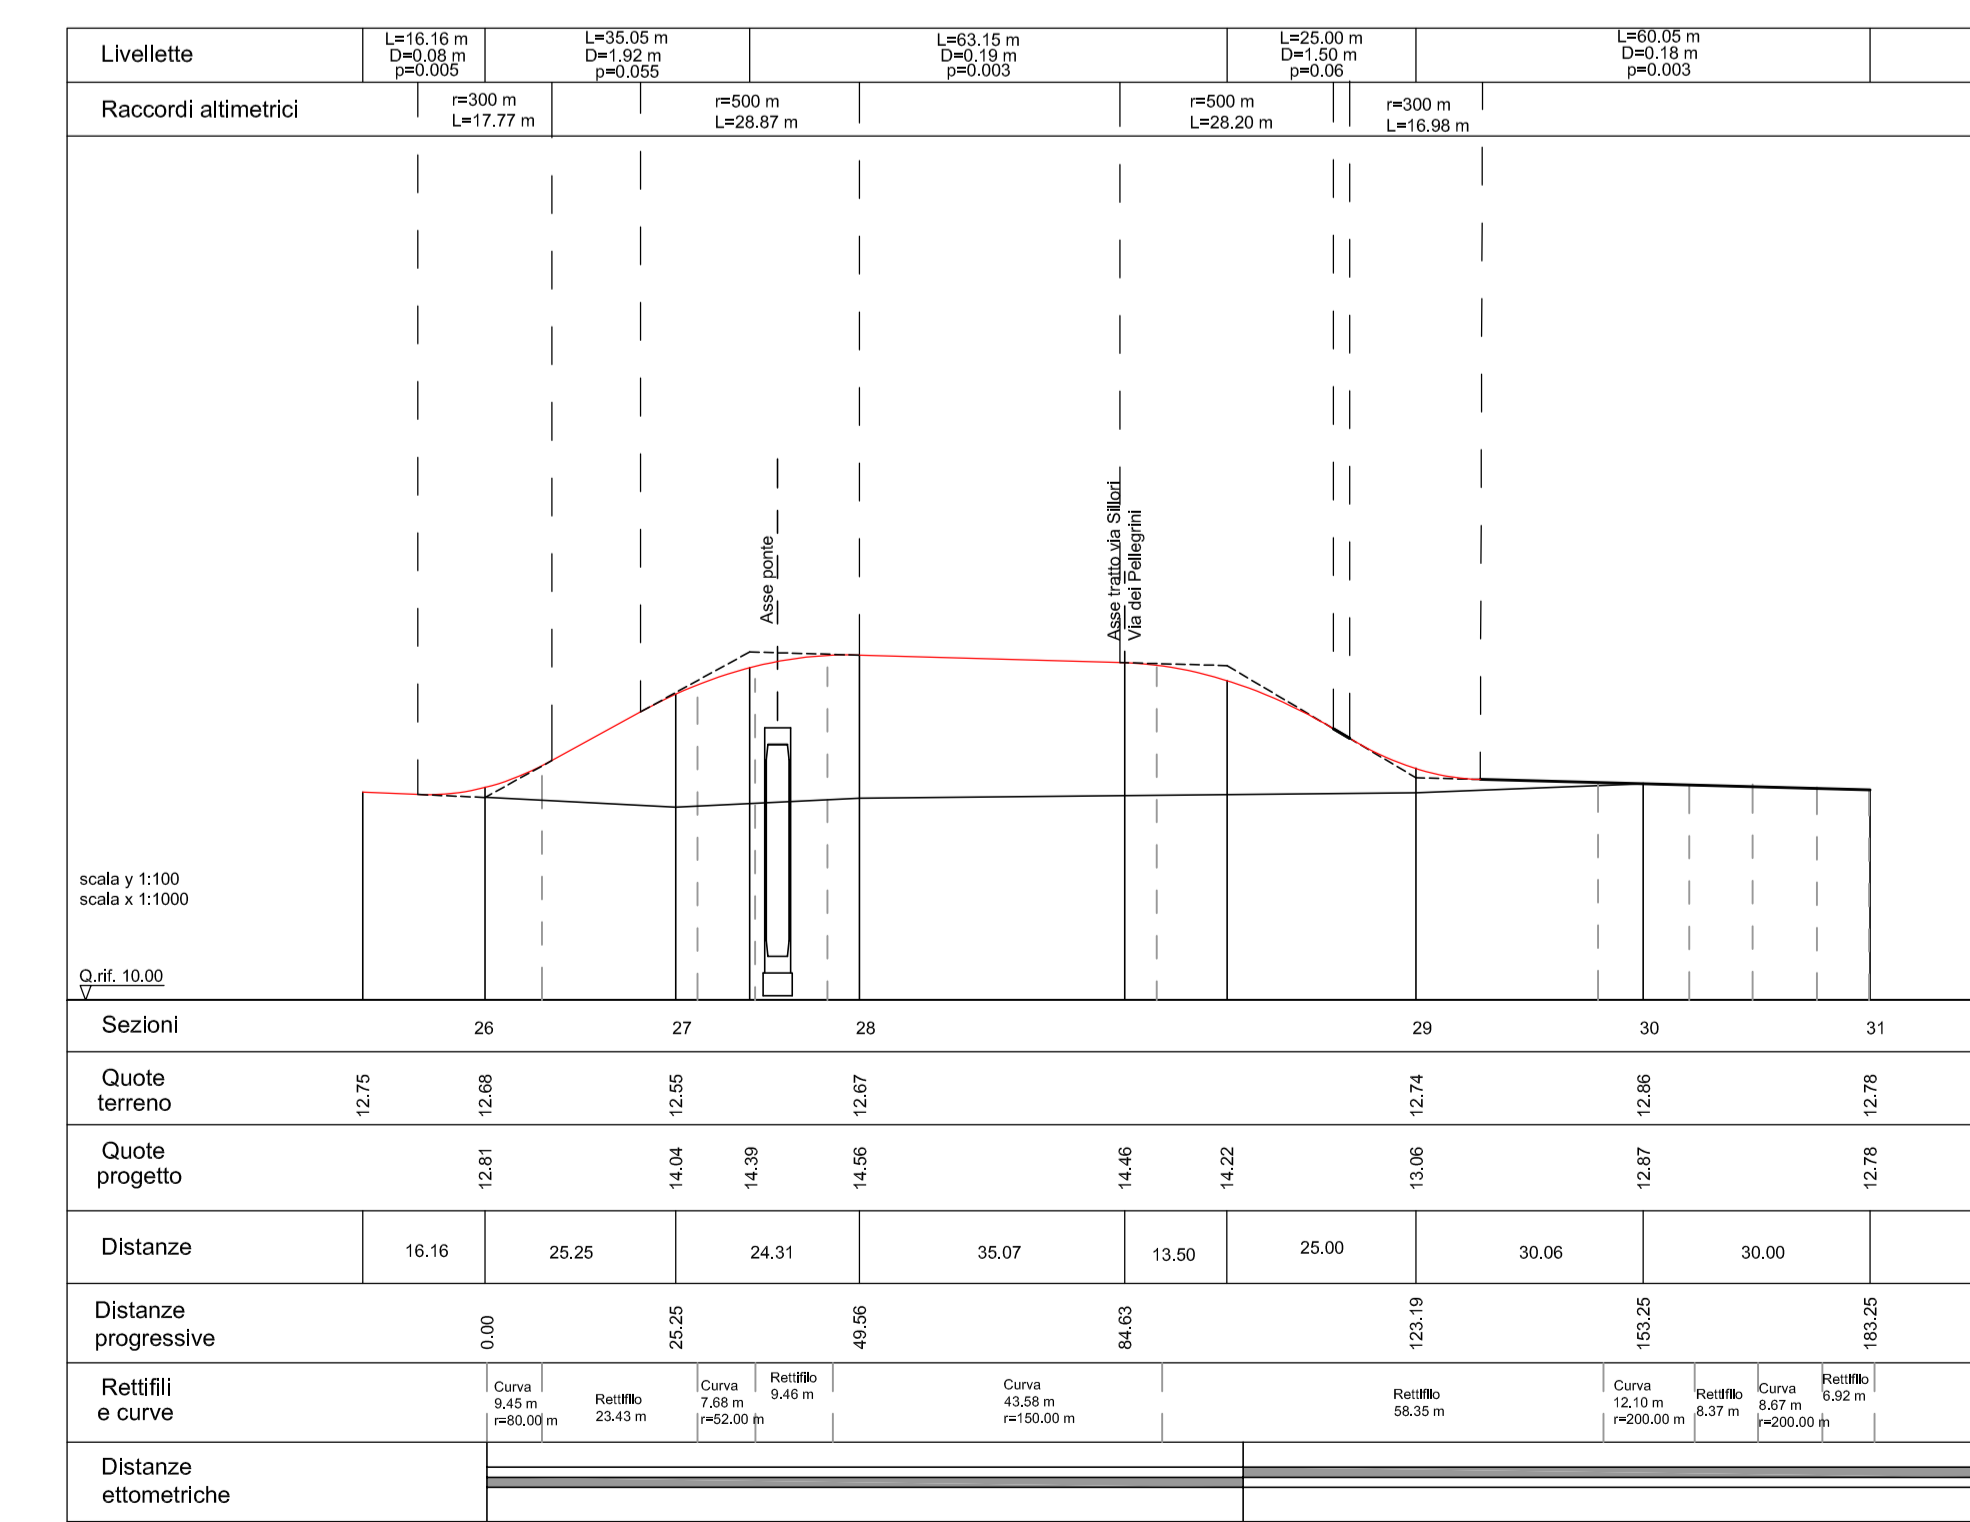 Livellette
L=16.16 m
D=0.08 m
p=0.005
L=35.05 m
D=1.92 m
p=0.055
L=63.15 m
D=0.19 m
p=0.003
L=25.00 m
D=1.50 m
p=0.06
L=60.05 m
D=0.18 m
p=0.003
Raccordi altimetrici
r=300 m
L=17.77 m
r=500 m
L=28.87 m
r=500 m
L=28.20 m
r=300 m
L=16.98 m
Asse ponte
Asse tratto via Sillori
Via dei Pellegrini
scala y 1:100
scala x 1:1000
Q.rif. 10.00
Sezioni
26 27 28 29 30 31
Quote
terreno
12.75 12.68 12.55 12.67 12.74 12.86 12.78
Quote
progetto
12.81 14.04 14.39 14.56 14.46 14.22 13.06 12.87 12.78
Distanze
16.16 25.25 24.31 35.07 13.50 25.00 30.06 30.00
Distanze
progressive
0.00 25.25 49.56 84.63 123.19 153.25 183.25
Rettifili
e curve
Curva
9.45 m
r=80.00 m
Rettifilo
23.43 m
Curva
7.68 m
r=52.00 m
Rettifilo
9.46 m
Curva
43.58 m
r=150.00 m
Rettifilo
58.35 m
Curva
12.10 m
r=200.00 m
Rettifilo
8.37 m
Curva
8.67 m
r=200.00 m
Rettifilo
6.92 m
Distanze
ettometriche